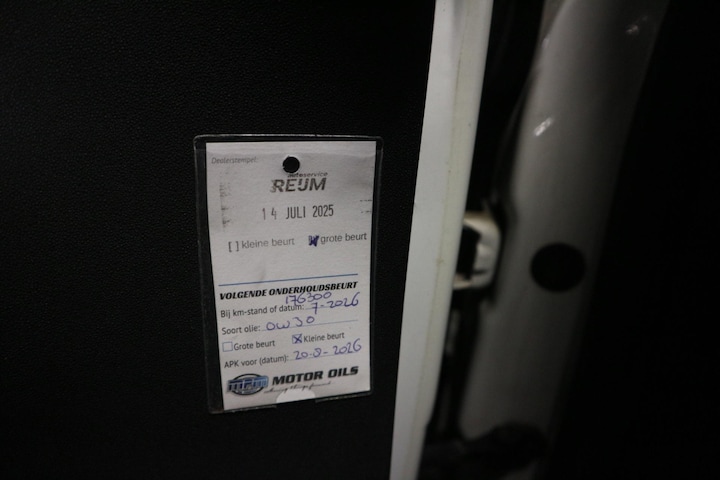 Dealerstempel:
autoservice
REIJM
14 JULI 2025
[ ] kleine beurt [X] grote beurt
VOLGENDE ONDERHOUDSBEURT
176300
Bij km-stand of datum: 7-2026
Soort olie: 0W30
Grote beurt Kleine beurt
APK voor (datum): 20-8-2026
MPM MOTOR OILS